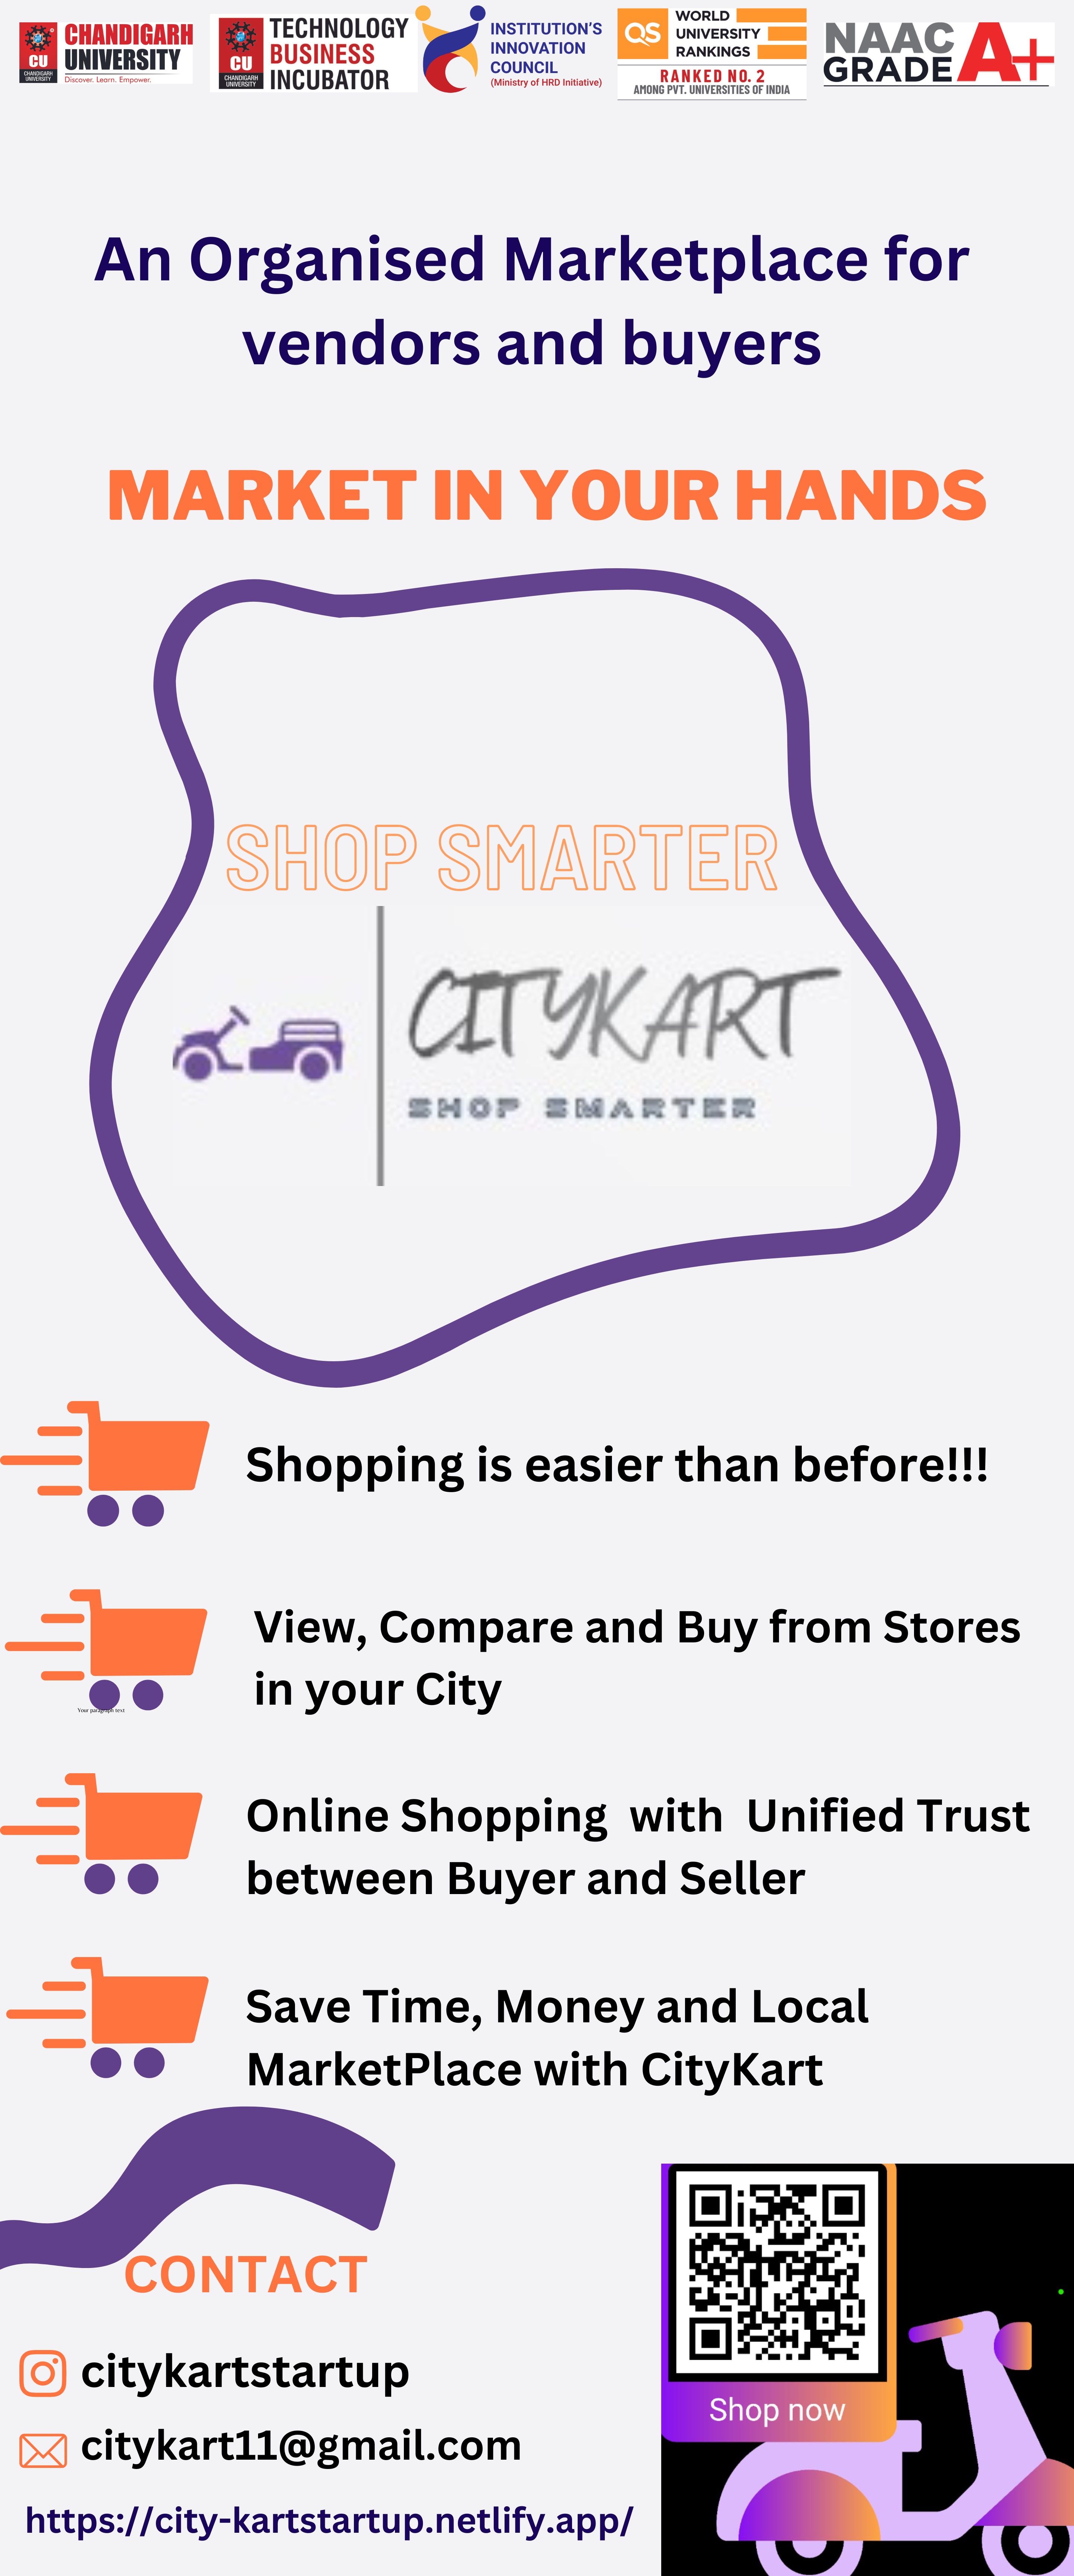 CHANDIGARH
UNIVERSITY
Discover. Learn. Empower.
CU
CHANDIGARH
UNIVERSITY
TECHNOLOGY
BUSINESS
INCUBATOR
CU
CHANDIGARH
UNIVERSITY
INSTITUTION'S
INNOVATION
COUNCIL
(Ministry of HRD Initiative)
QS
WORLD
UNIVERSITY
RANKINGS
RANKED NO. 2
AMONG PVT. UNIVERSITIES OF INDIA
NAAC
GRADE A+
An Organised Marketplace for
vendors and buyers
MARKET IN YOUR HANDS
SHOP SMARTER
CITYKART
SHOP SMARTER
Shopping is easier than before!!!
View, Compare and Buy from Stores
in your City
Your paragraph text
Online Shopping with Unified Trust
between Buyer and Seller
Save Time, Money and Local
MarketPlace with CityKart
CONTACT
citykartstartup
citykart11@gmail.com
https://city-kartstartup.netlify.app/
Shop now